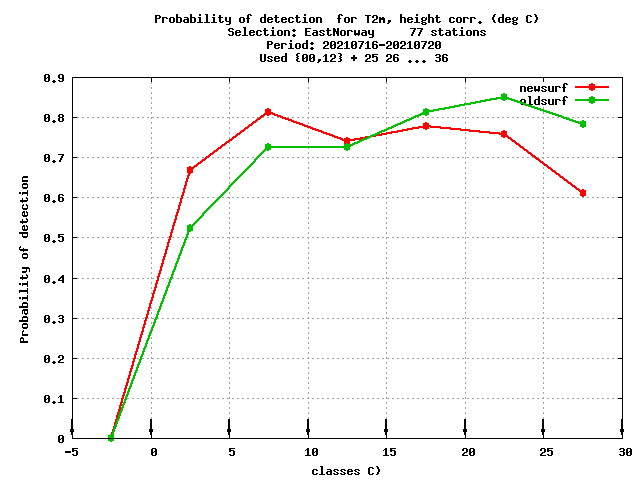 Probability of detection  for T2m, height corr. (deg C)
Selection: EastNorway     77 stations
Period: 20210716-20210720
Used {00,12} + 25 26 ... 36
newsurf
oldsurf
Probability of detection
0.9
0.8
0.7
0.6
0.5
0.4
0.3
0.2
0.1
0
-5
0
5
10
15
20
25
30
classes C)